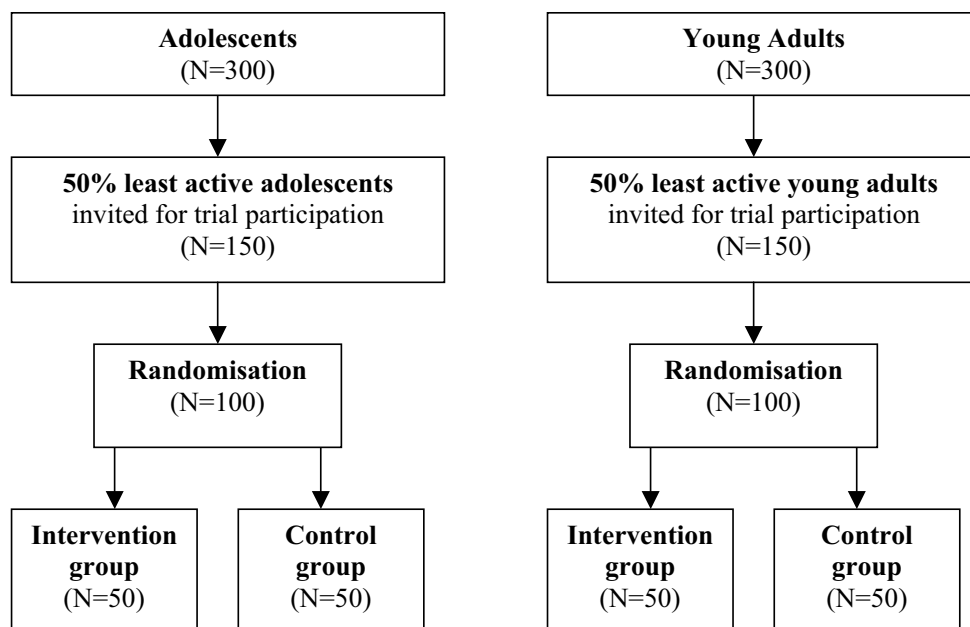 Adolescents
(N=300)
Young Adults
(N=300)
50% least active adolescents
invited for trial participation
(N=150)
50% least active young adults
invited for trial participation
(N=150)
Randomisation
(N=100)
Randomisation
(N=100)
Intervention
group
(N=50)
Control
group
(N=50)
Intervention
group
(N=50)
Control
group
(N=50)